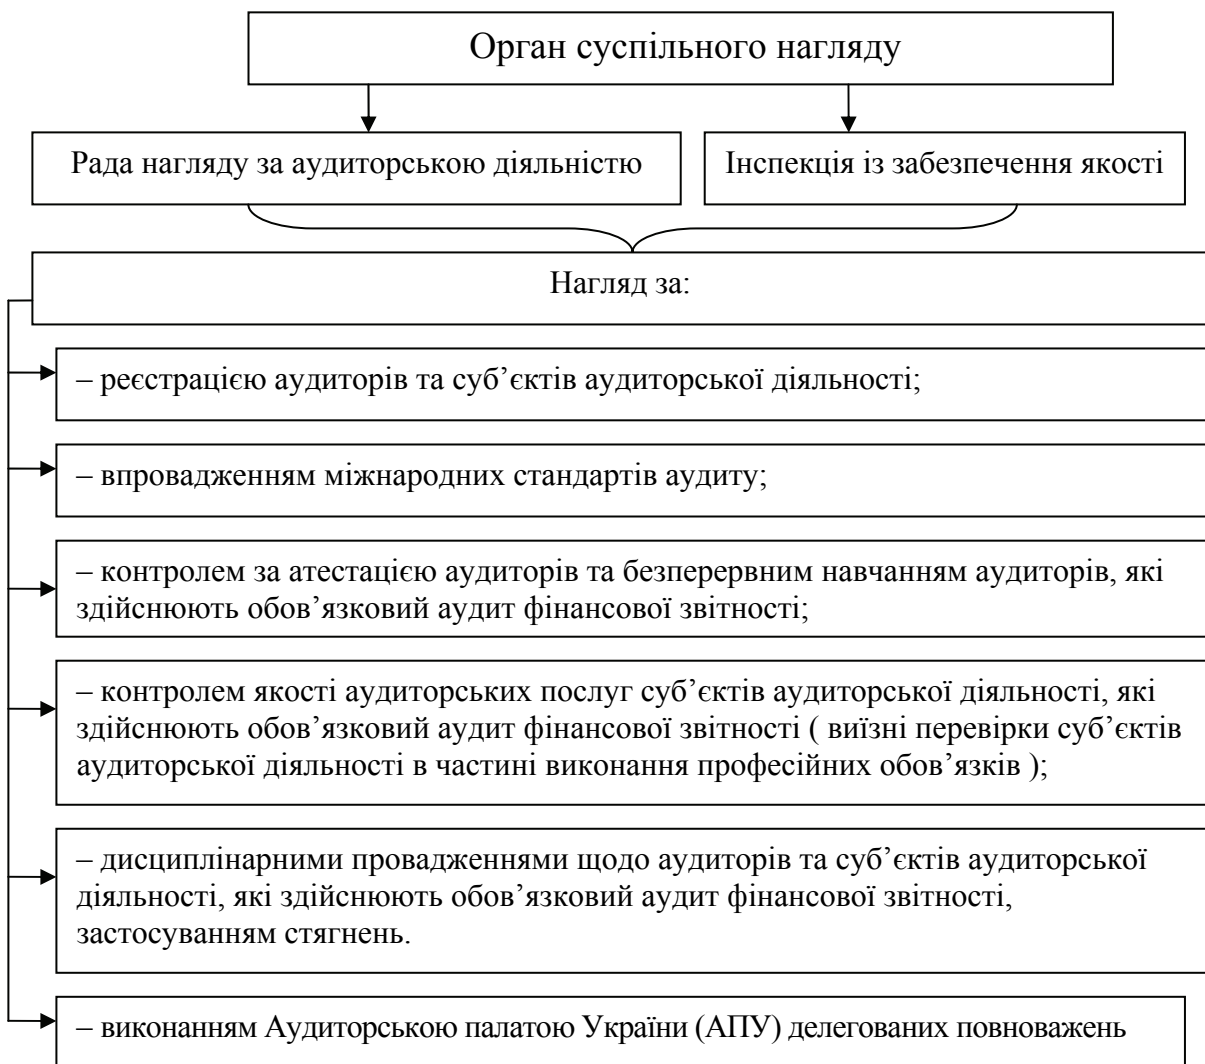 Орган суспільного нагляду
Рада нагляду за аудиторською діяльністю
Інспекція із забезпечення якості
Нагляд за:
– реєстрацією аудиторів та суб’єктів аудиторської діяльності;
– впровадженням міжнародних стандартів аудиту;
– контролем за атестацією аудиторів та безперервним навчанням аудиторів, які
здійснюють обов’язковий аудит фінансової звітності;
– контролем якості аудиторських послуг суб’єктів аудиторської діяльності, які
здійснюють обов’язковий аудит фінансової звітності ( виїзні перевірки суб’єктів
аудиторської діяльності в частині виконання професійних обов’язків );
– дисциплінарними провадженнями щодо аудиторів та суб’єктів аудиторської
діяльності, які здійснюють обов’язковий аудит фінансової звітності,
застосуванням стягнень.
– виконанням Аудиторською палатою України (АПУ) делегованих повноважень